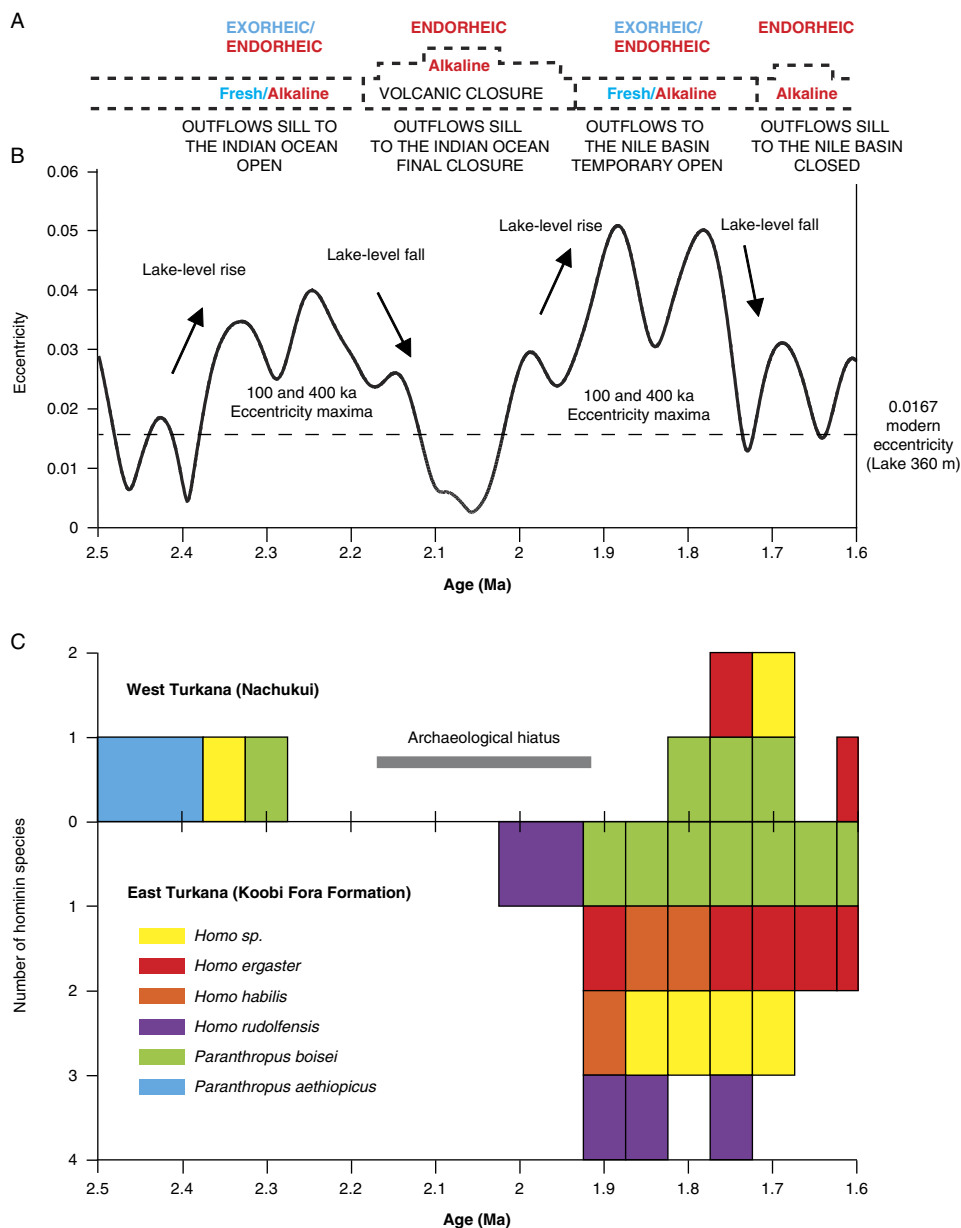 A
EXORHEIC/
ENDORHEIC
ENDORHEIC
EXORHEIC/
ENDORHEIC
ENDORHEIC
Fresh/Alkaline
Alkaline
VOLCANIC CLOSURE
Fresh/Alkaline
Alkaline
OUTFLOWS SILL TO
THE INDIAN OCEAN
OPEN
OUTFLOWS SILL
TO THE INDIAN OCEAN
FINAL CLOSURE
OUTFLOWS TO
THE NILE BASIN
TEMPORARY OPEN
OUTFLOWS SILL
TO THE NILE BASIN
CLOSED
B
0.06
0.05
0.04
0.03
0.02
0.01
0
Eccentricity
Lake-level rise
Lake-level fall
Lake-level rise
Lake-level fall
100 and 400 ka
Eccentricity maxima
100 and 400 ka
Eccentricity maxima
0.0167
modern
eccentricity
(Lake 360 m)
2.5 2.4 2.3 2.2 2.1 2 1.9 1.8 1.7 1.6
Age (Ma)
C
2
1
0
1
2
3
4
Number of hominin species
West Turkana (Nachukui)
Archaeological hiatus
East Turkana (Koobi Fora Formation)
Homo sp.
Homo ergaster
Homo habilis
Homo rudolfensis
Paranthropus boisei
Paranthropus aethiopicus
2.5 2.4 2.3 2.2 2.1 2 1.9 1.8 1.7 1.6
Age (Ma)